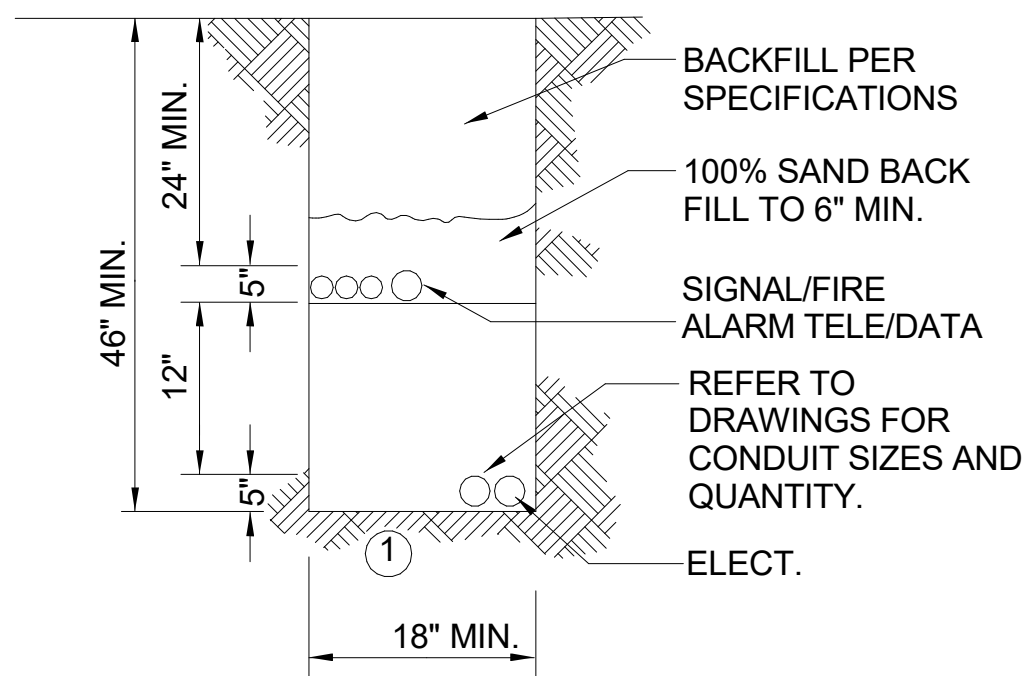 BACKFILL PER
SPECIFICATIONS
24" MIN.
100% SAND BACK
FILL TO 6" MIN.
5"
46" MIN.
SIGNAL/FIRE
ALARM TELE/DATA
12"
REFER TO
DRAWINGS FOR
CONDUIT SIZES AND
QUANTITY.
5"
1
ELECT.
18" MIN.